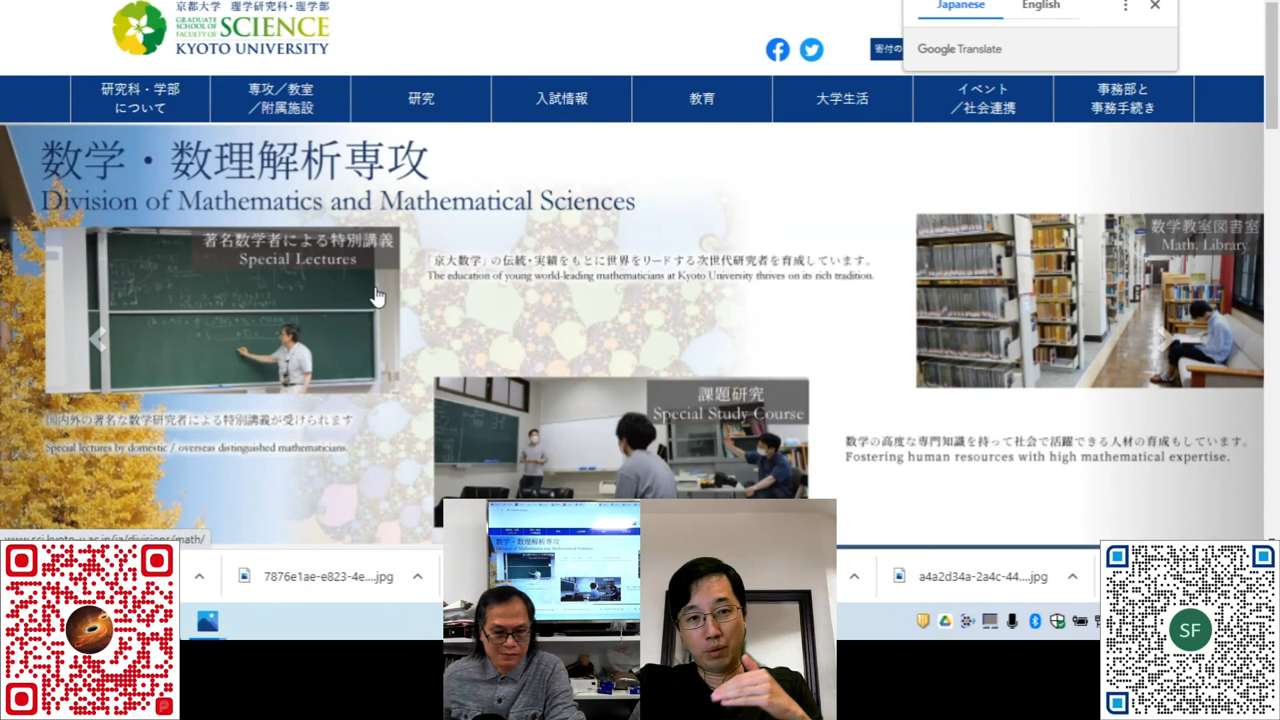 京都大学 理学研究科・理学部
GRADUATE
SCHOOL OF
FACULTY OF
SCIENCE
KYOTO UNIVERSITY
寄付の
Japanese
English
Google Translate
研究科・学部
について
専攻／教室
／附属施設
研究
入試情報
教育
大学生活
イベント
／社会連携
事務部と
事務手続き
数学・数理解析専攻
Division of Mathematics and Mathematical Sciences
著名数学者による特別講義
Special Lectures
「京大数学」の伝統・実績をもとに世界をリードする次世代研究者を育成しています。
The education of young world-leading mathematicians at Kyoto University thrives on its rich tradition.
数学教室図書室
Math. Library
国内外の著名な数学研究者による特別講義が受けられます
Special lectures by domestic / overseas distinguished mathematicians.
課題研究
Special Study Course
数学の高度な専門知識を持って社会で活躍できる人材の育成もしています。
Fostering human resources with high mathematical expertise.
www.sci.kyoto-u.ac.jp/ja/divisions/math/
7876e1ae-e823-4e....jpg
a4a2d34a-2a4c-44....jpg
SF